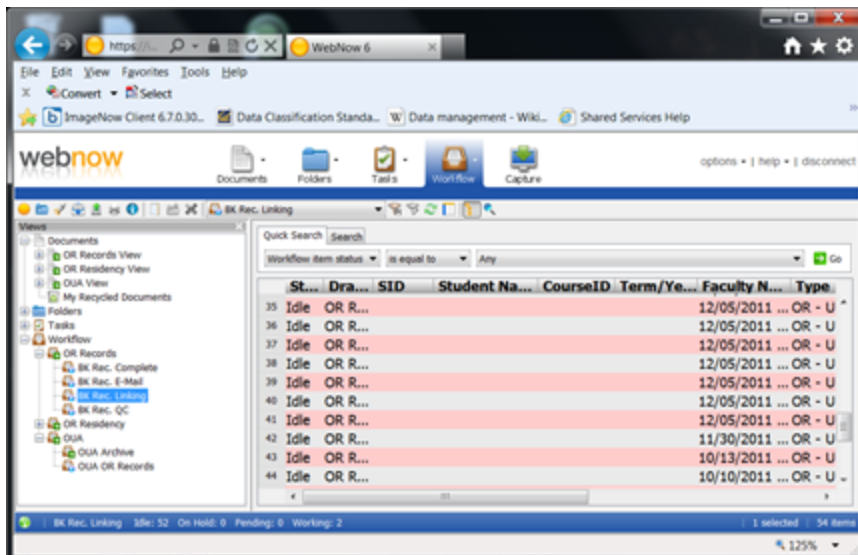 https://i...
WebNow 6
File Edit View Favorites Tools Help
Convert Select
ImageNow Client 6.7.0.30... Data Classification Standa... Data management - Wiki... Shared Services Help
webnow
Documents Folders Tasks Workflow Capture
options | help | disconnect
BK Rec. Linking
Views
Documents
OR Records View
OR Residency View
OUA View
My Recycled Documents
Folders
Tasks
Workflow
OR Records
BK Rec. Complete
BK Rec. E-Mail
BK Rec. Linking
BK Rec. QC
OR Residency
OUA
OUA Archive
OUA OR Records
Quick Search Search
Workflow item status is equal to Any Go
St... Dra... SID Student Na... CourseID Term/Ye... Faculty N... Type
35 Idle OR R... 12/05/2011 ... OR - U
36 Idle OR R... 12/05/2011 ... OR - U
37 Idle OR R... 12/05/2011 ... OR - U
38 Idle OR R... 12/05/2011 ... OR - U
39 Idle OR R... 12/05/2011 ... OR - U
40 Idle OR R... 12/05/2011 ... OR - U
41 Idle OR R... 12/05/2011 ... OR - U
42 Idle OR R... 11/30/2011 ... OR - U
43 Idle OR R... 10/13/2011 ... OR - U
44 Idle OR R... 10/10/2011 ... OR - U
BK Rec. Linking Idle: 52 On Hold: 0 Pending: 0 Working: 2 | 1 selected | 54 items
125%